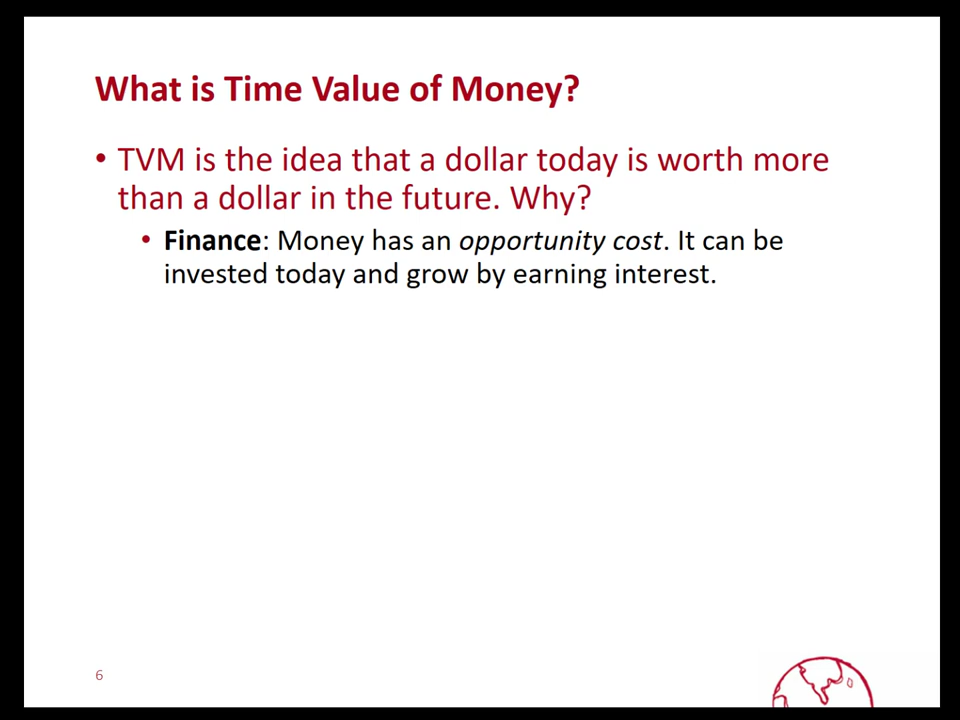 What is Time Value of Money?
• TVM is the idea that a dollar today is worth more
than a dollar in the future. Why?
• Finance: Money has an opportunity cost. It can be
invested today and grow by earning interest.
6